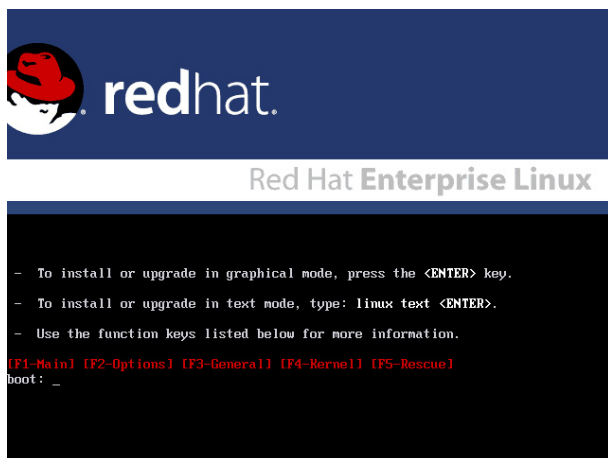 redhat.
Red Hat Enterprise Linux
- To install or upgrade in graphical mode, press the <ENTER> key.
- To install or upgrade in text mode, type: linux text <ENTER>.
- Use the function keys listed below for more information.
[F1-Main] [F2-Options] [F3-General] [F4-Kernel] [F5-Rescue]
boot: _